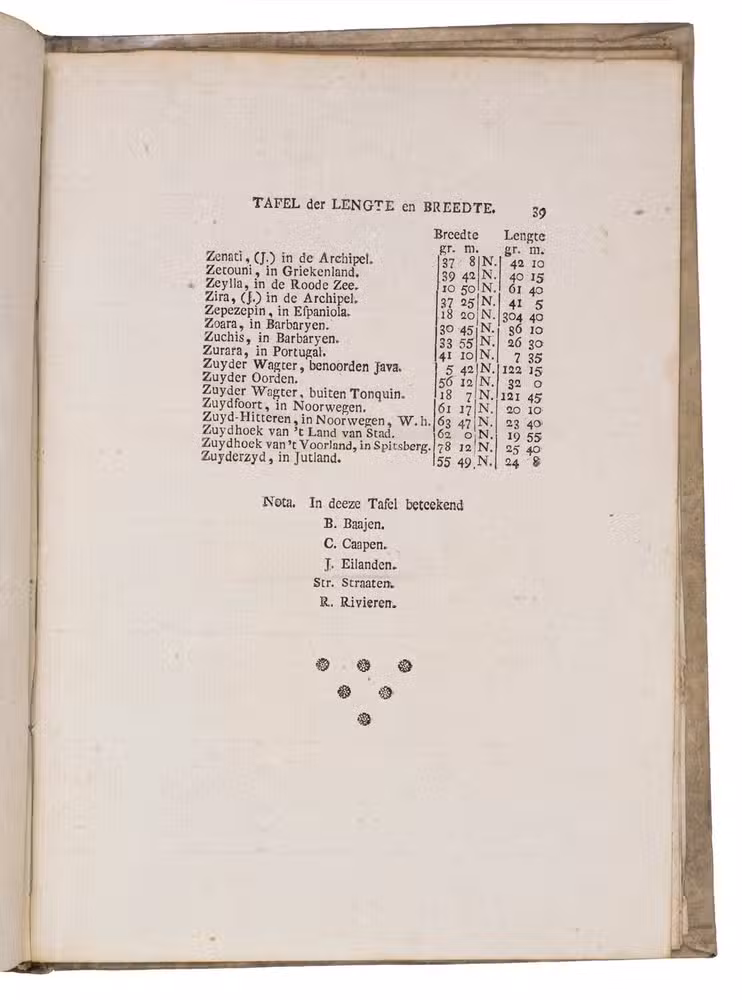 TAFEL der LENGTE en BREEDTE. 39
Breedte Lengte
gr. m. gr. m.
Zenati, (J.) in de Archipel. 37 8 N. 42 10
Zetouni, in Griekenland. 39 42 N. 40 15
Zeylla, in de Roode Zee. 10 50 N. 61 40
Zira, (J.) in de Archipel. 37 25 N. 41 5
Zepezepin, in Eſpaniola. 18 20 N. 304 40
Zoara, in Barbaryen. 30 45 N. 36 10
Zuchis, in Barbaryen. 33 55 N. 26 30
Zurara, in Portugal. 41 10 N. 7 35
Zuyder Wagter, benoorden Java. 5 42 N. 122 15
Zuyder Oorden. 56 12 N. 32 0
Zuyder Wagter, buiten Tonquin. 18 7 N. 121 45
Zuydfoort, in Noorwegen. 61 17 N. 20 10
Zuyd-Hitteren, in Noorwegen, W. h. 63 47 N. 23 40
Zuydhoek van 't Land van Stad. 62 0 N. 19 55
Zuydhoek van 't Voorland, in Spitsberg. 78 12 N. 25 40
Zuyderzyd, in Jutland. 55 49 N. 24 8
Nota. In deeze Tafel beteekend
B. Baajen.
C. Caapen.
J. Eilanden.
Str. Straaten.
R. Rivieren.